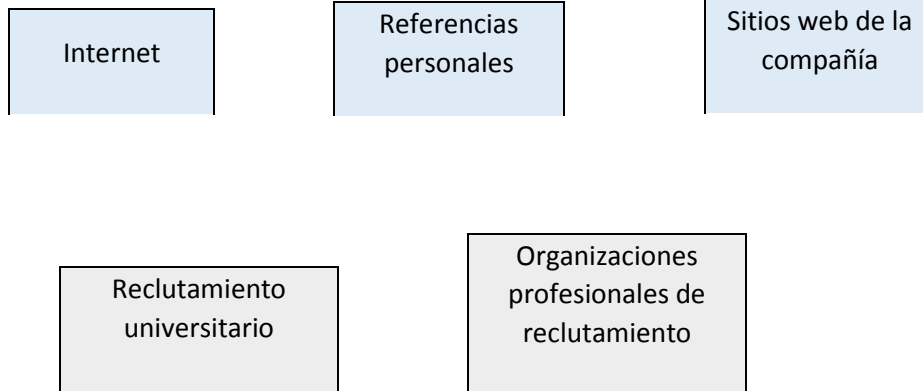 Internet
Referencias
personales
Sitios web de la
compañía
Reclutamiento
universitario
Organizaciones
profesionales de
reclutamiento